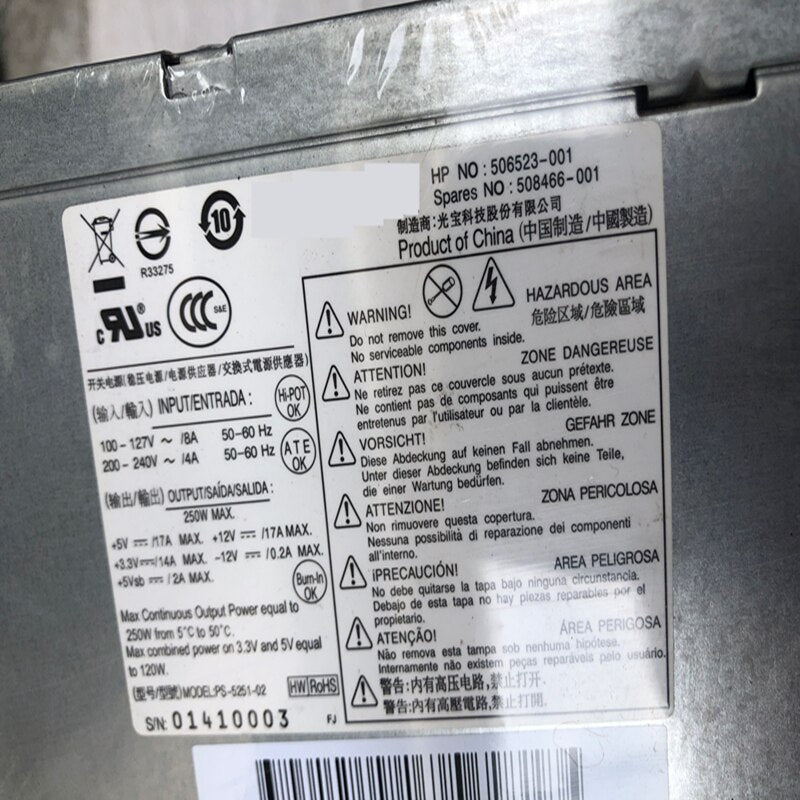 HP NO : 506523-001
Spares NO : 508466-001
制造商:光宝科技股份有限公司
Product of China (中国制造/中國製造)
10
R33275
c UR ® US
CCC S&E
开关电源(稳压电源/电源供应器/交换式電源供應器)
(输入/輸入) INPUT/ENTRADA :
Hi-POT OK
100-127V ~ /8A 50-60 Hz
200-240V ~ /4A 50-60 Hz
ATE OK
(输出/輸出) OUTPUT/SAÍDA/SALIDA :
250W MAX.
+5V ⎓ /17A MAX. +12V ⎓ /17A MAX.
+3.3V ⎓ /14A MAX. -12V ⎓ /0.2A MAX.
+5Vsb ⎓ /2A MAX.
Burn-In OK
Max Continuous Output Power equal to
250W from 5°C to 50°C.
Max combined power on 3.3V and 5V equal
to 120W.
(型号/型號) MODEL:PS-5251-02
HW RoHS
S/N: 01410003 FJ
WARNING! HAZARDOUS AREA
Do not remove this cover. 危险区域/危險區域
No serviceable components inside.
ATTENTION! ZONE DANGEREUSE
Ne retirez pas ce couvercle sous aucun prétexte.
Ne contient pas de composants qui puissent être
entretenus par l'utilisateur ou par la clientèle.
VORSICHT! GEFAHR ZONE
Diese Abdeckung auf keinen Fall abnehmen.
Unter dieser Abdeckung befinden sich keine Teile,
die einer Wartung bedürfen.
ATTENZIONE! ZONA PERICOLOSA
Non rimuovere questa copertura.
Nessuna possibilità di reparazione dei componenti
all'interno.
¡PRECAUCIÓN! AREA PELIGROSA
No debe quitarse la tapa bajo ninguna circunstancia.
Debajo de esta tapa no hay piezas reparables por el
propietario.
ATENÇÃO! ÁREA PERIGOSA
Não remova esta tampa sob nenhuma hipótese.
Internamente não existem peças reparáveis pelo usuário.
警告:内有高压电路,禁止打开.
警告:內有高壓電路,禁止打開.